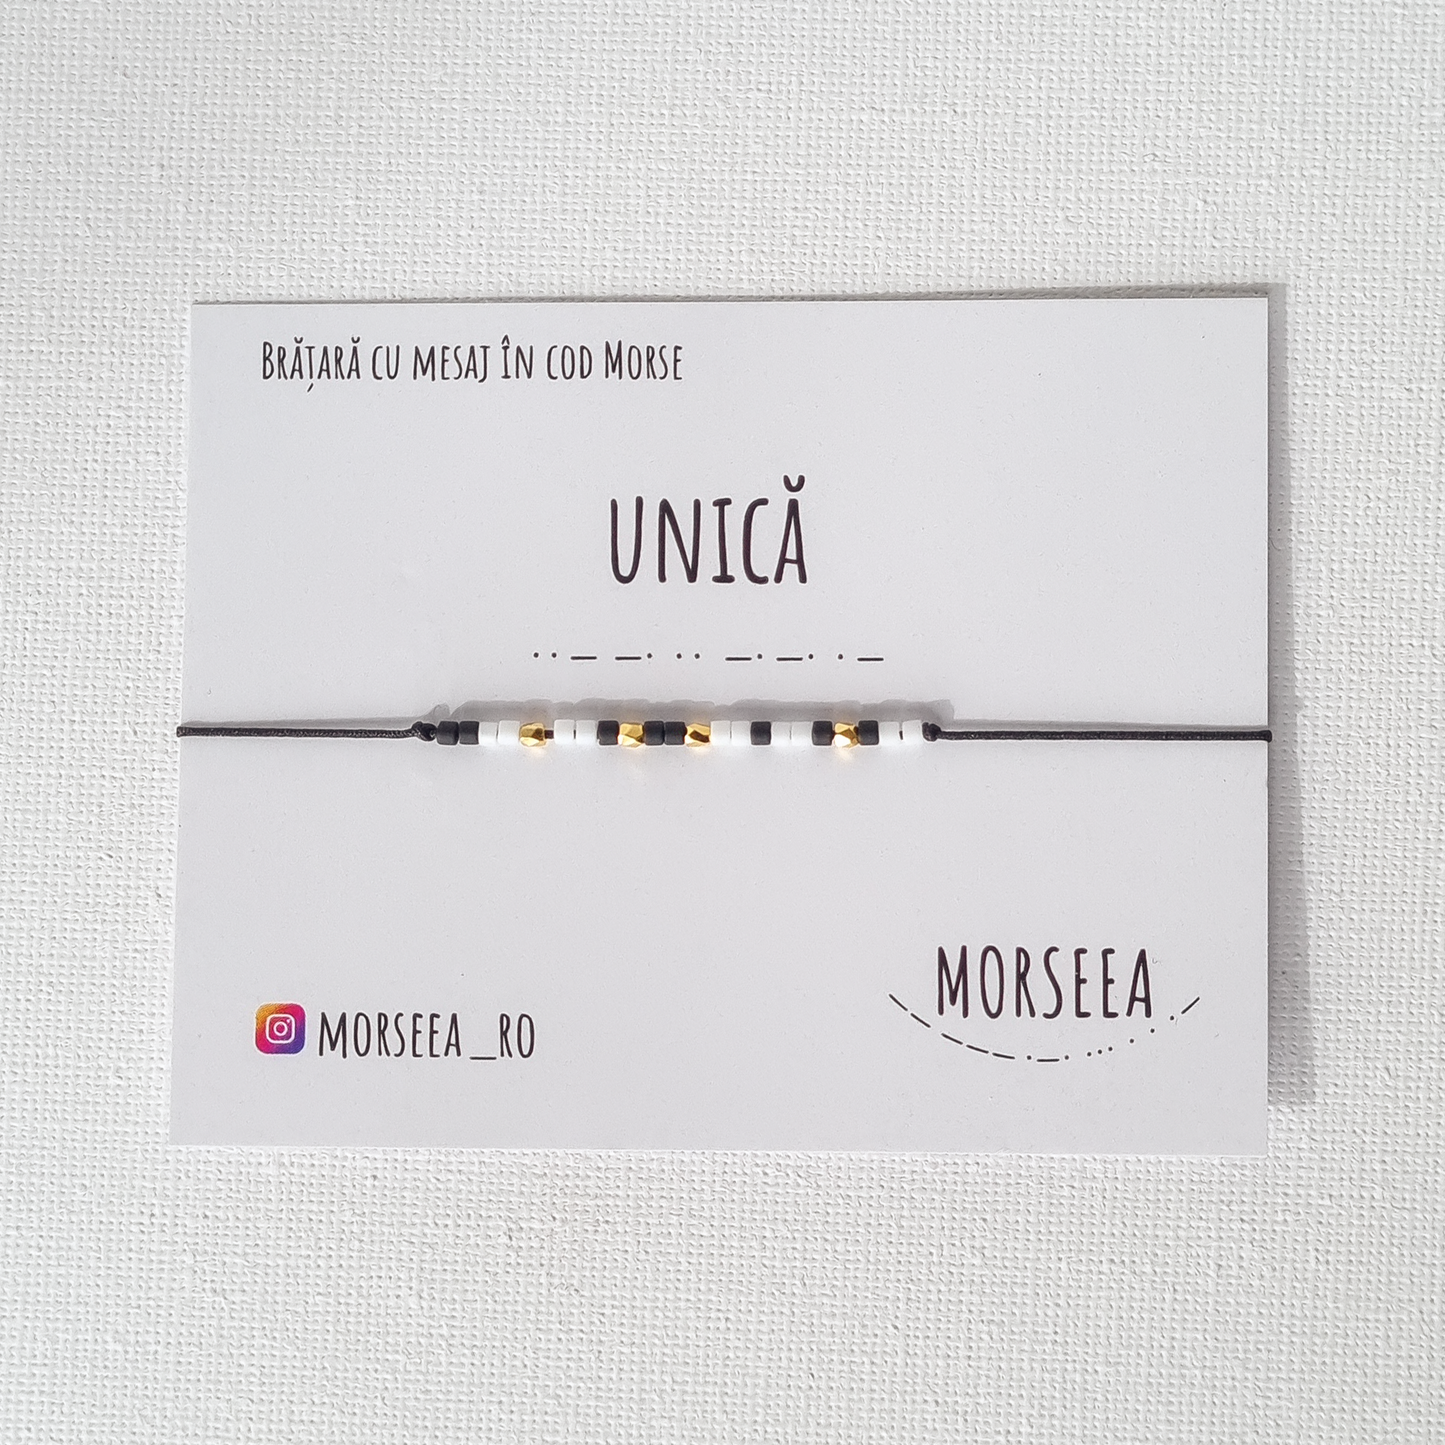 Brățară cu mesaj în cod Morse
UNICĂ
··— —· ·· —·—· ·—
MORSEEA
—— ——— ·—· ··· · · ·—
MORSEEA_RO